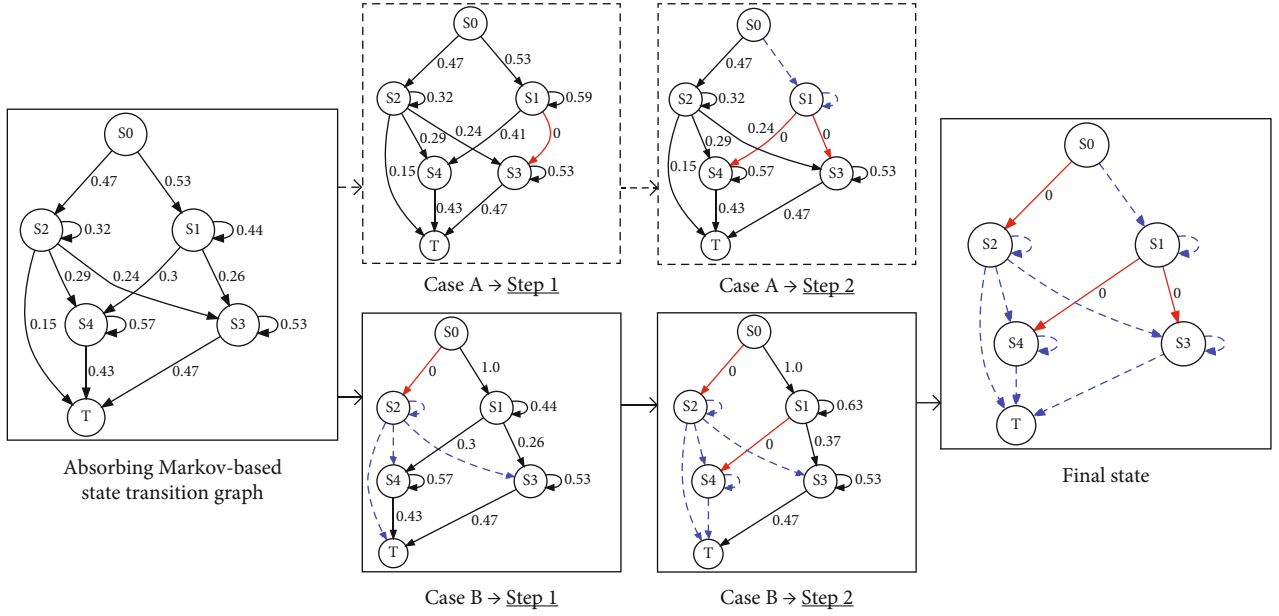 S0
0.47
0.53
S2
0.32
S1
0.44
0.29
0.24
0.3
0.26
0.15
S4
0.57
S3
0.53
0.43
0.47
T
Absorbing Markov-based
state transition graph
S0
0.47
0.53
S2
0.32
S1
0.59
0.24
0
0.29
0.41
0.15
S4
0.57
S3
0.53
0.43
0.47
T
Case A → Step 1
S0
0.47
S2
0.32
S1
0.24
0
0
0.29
0.15
S4
0.57
S3
0.53
0.43
0.47
T
Case A → Step 2
S0
0
1.0
S2
S1
0.44
0.3
0.26
S4
0.57
S3
0.53
0.43
0.47
T
Case B → Step 1
S0
0
1.0
S2
S1
0.63
0
0.37
S4
S3
0.53
0.47
T
Case B → Step 2
S0
0
S2
S1
0
0
S4
S3
T
Final state